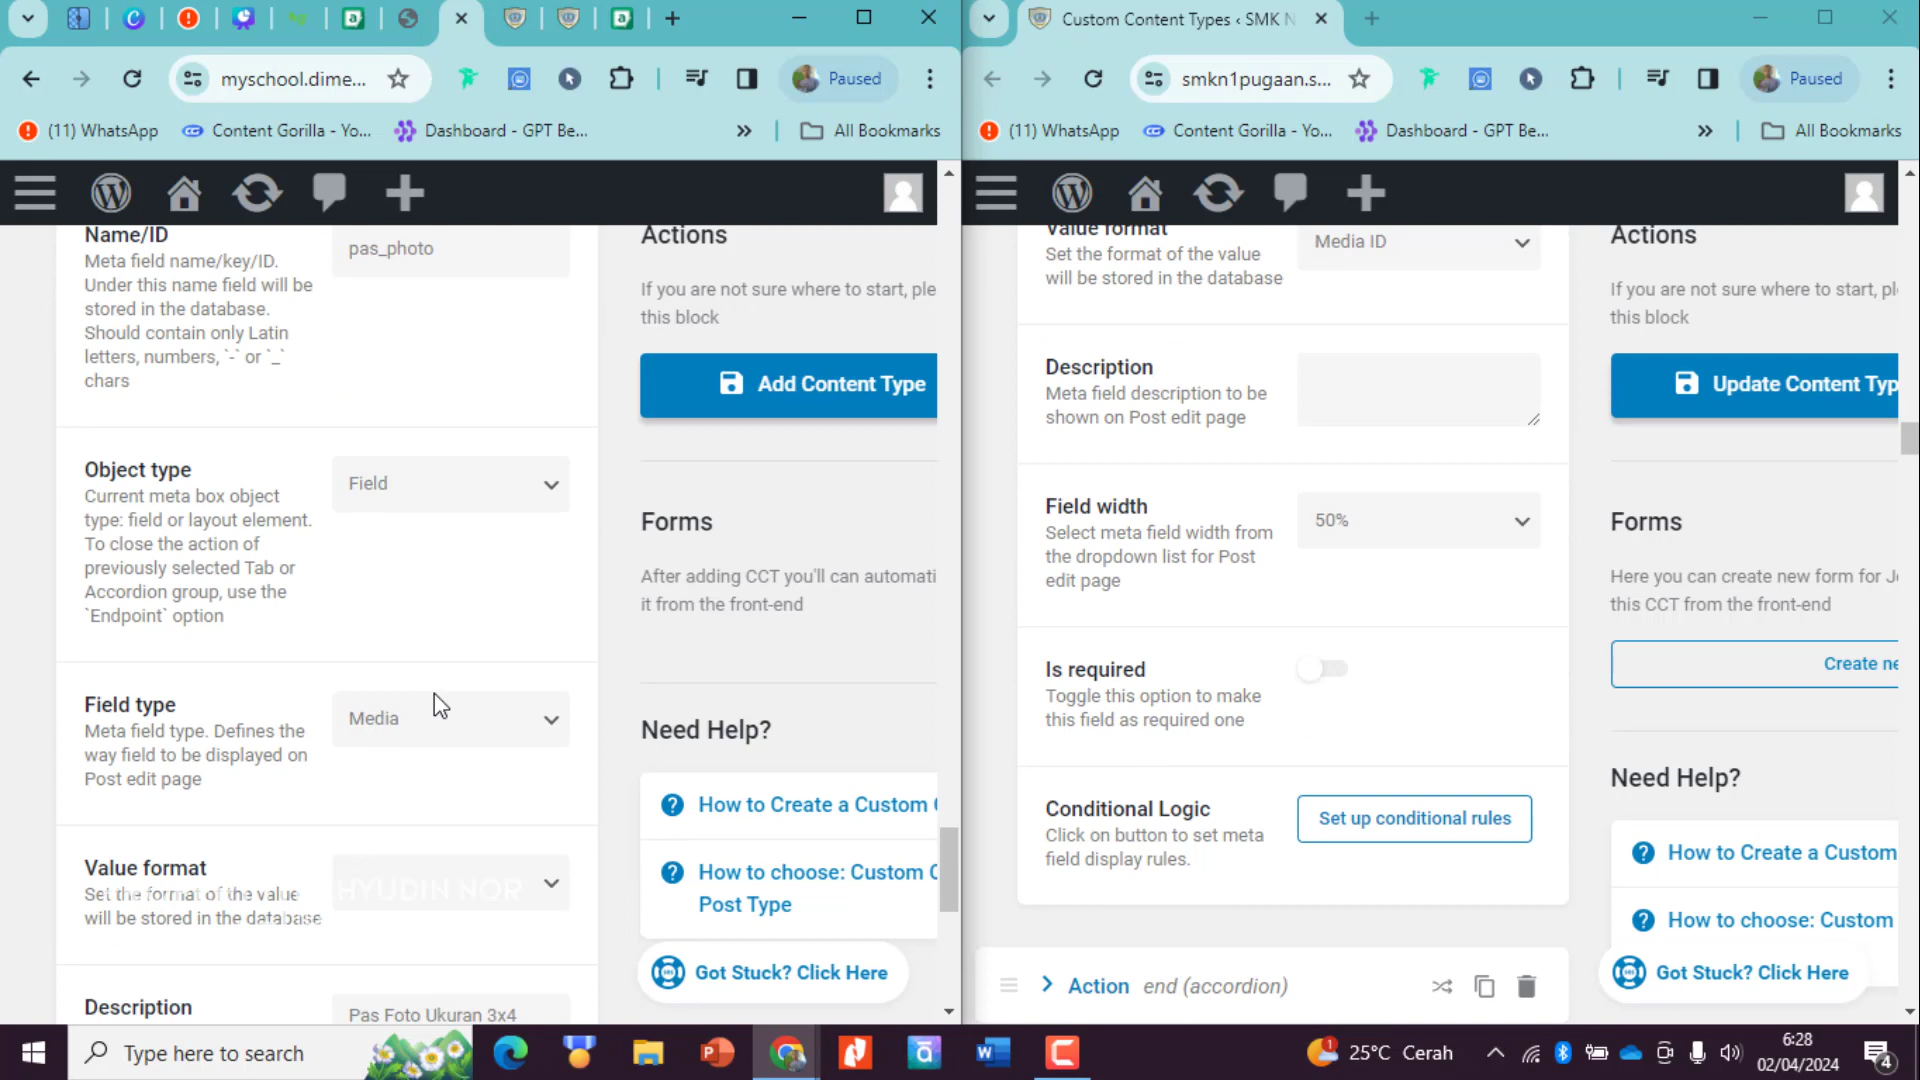 Custom Content Types ‹ SMK N
myschool.dime...
Paused
smkn1pugaan.s...
Paused
(11) WhatsApp
Content Gorilla - Yo...
Dashboard - GPT Be...
»
All Bookmarks
(11) WhatsApp
Content Gorilla - Yo...
Dashboard - GPT Be...
»
All Bookmarks
Name/ID
Meta field name/key/ID.
Under this name field will be
stored in the database.
Should contain only Latin
letters, numbers, `-` or `_`
chars
pas_photo
Object type
Current meta box object
type: field or layout element.
To close the action of
previously selected Tab or
Accordion group, use the
`Endpoint` option
Field
Field type
Meta field type. Defines the
way field to be displayed on
Post edit page
Media
Value format
Set the format of the value
will be stored in the database
HYUDIN NOR
Description
Pas Foto Ukuran 3x4
Actions
If you are not sure where to start, ple
this block
Add Content Type
Forms
After adding CCT you'll can automati
it from the front-end
Need Help?
How to Create a Custom C
How to choose: Custom C
Post Type
Got Stuck? Click Here
Value format
Set the format of the value
will be stored in the database
Media ID
Description
Meta field description to be
shown on Post edit page
Field width
Select meta field width from
the dropdown list for Post
edit page
50%
Is required
Toggle this option to make
this field as required one
Conditional Logic
Click on button to set meta
field display rules.
Set up conditional rules
Action end (accordion)
Actions
If you are not sure where to start, pl
this block
Update Content Typ
Forms
Here you can create new form for J
this CCT from the front-end
Create ne
Need Help?
How to Create a Custom
How to choose: Custom
Got Stuck? Click Here
Type here to search
25°C Cerah
6:28
02/04/2024
4